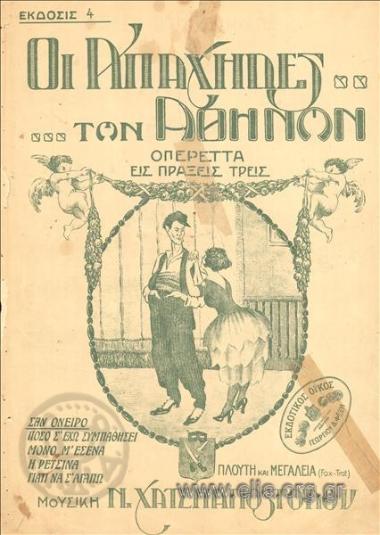 ΕΚΔΟΣΙΣ 4
ΟΙ ΑΠΑΧΗΔΕΣ
ΤΩΝ ΑΘΗΝΩΝ
ΟΠΕΡΕΤΤΑ
ΕΙΣ ΠΡΑΞΕΙΣ ΤΡΕΙΣ
ΣΑΝ ΟΝΕΙΡΟ
ΠΟΣΟ Σ' ΕΧΩ ΣΥΜΠΑΘΗΣΕΙ
ΜΟΝΟ Μ' ΕΣΕΝΑ
Η ΡΕΤΣΙΝΑ
ΓΙΑΤΙ ΝΑ Σ' ΑΓΑΠΩ
ΕΚΔΟΤΙΚΟΣ ΟΙΚΟΣ
ΠΛΟΥΤΗ ΚΑΙ ΜΕΓΑΛΕΙΑ (Fox-Trot)
ΜΟΥΣΙΚΗ Ν. ΧΑΤΖΗΑΠΟΣΤΟΛΟΥ
www.elia.org.gr